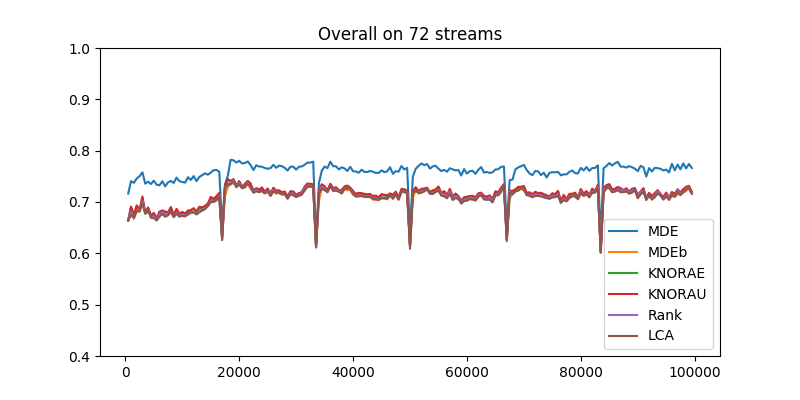 Overall on 72 streams
1.0
0.9
0.8
0.7
0.6
0.5
0.4
0 20000 40000 60000 80000 100000
MDE
MDEb
KNORAE
KNORAU
Rank
LCA